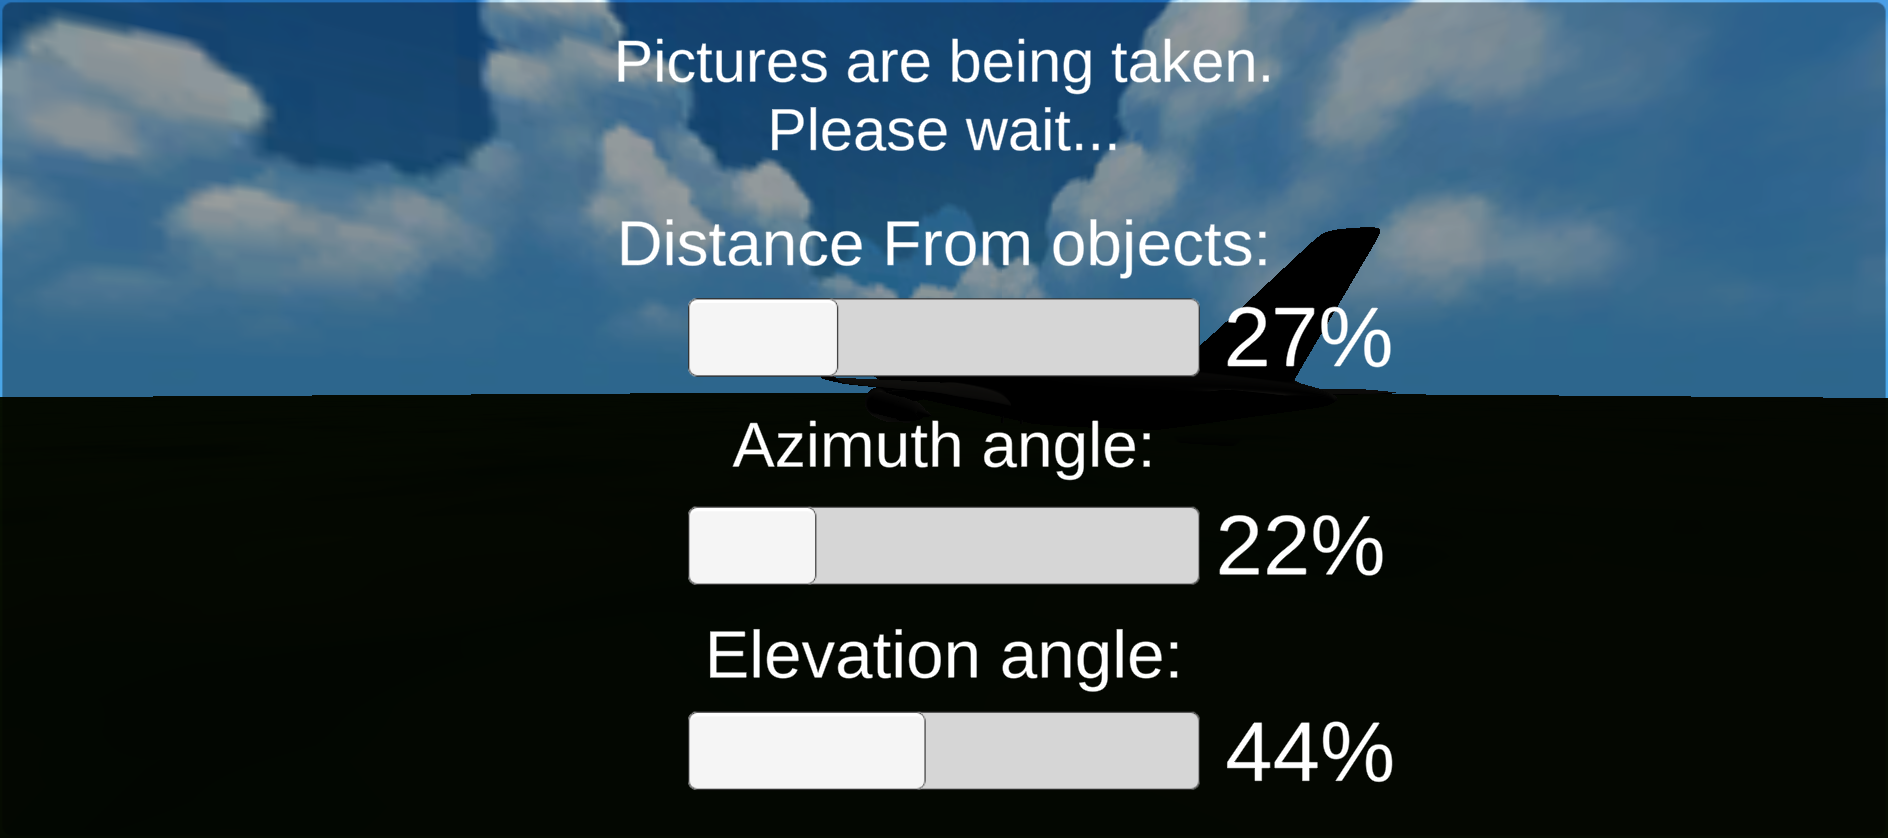 Pictures are being taken.
Please wait...
Distance From objects:
27%
Azimuth angle:
22%
Elevation angle:
44%